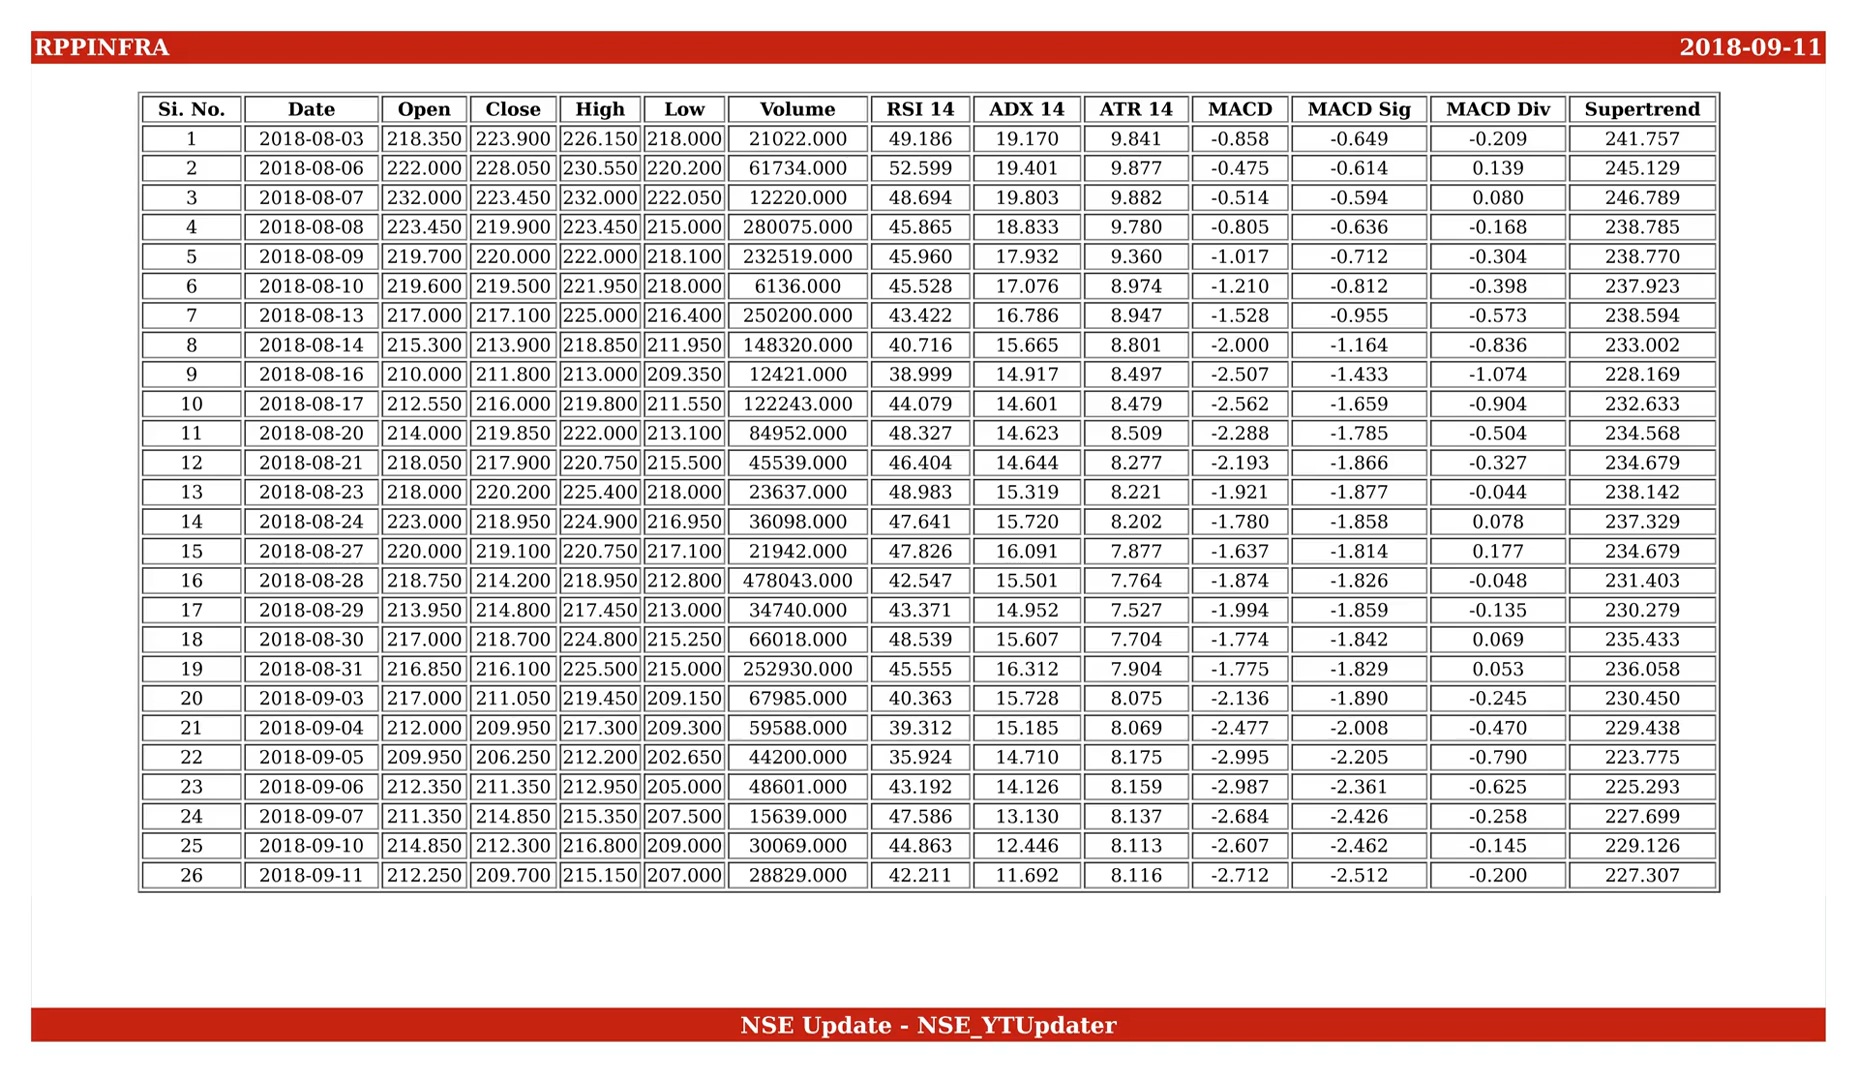 RPPINFRA 2018-09-11
Si. No. Date Open Close High Low Volume RSI 14 ADX 14 ATR 14 MACD MACD Sig MACD Div Supertrend
1 2018-08-03 218.350 223.900 226.150 218.000 21022.000 49.186 19.170 9.841 -0.858 -0.649 -0.209 241.757
2 2018-08-06 222.000 228.050 230.550 220.200 61734.000 52.599 19.401 9.877 -0.475 -0.614 0.139 245.129
3 2018-08-07 232.000 223.450 232.000 222.050 12220.000 48.694 19.803 9.882 -0.514 -0.594 0.080 246.789
4 2018-08-08 223.450 219.900 223.450 215.000 280075.000 45.865 18.833 9.780 -0.805 -0.636 -0.168 238.785
5 2018-08-09 219.700 220.000 222.000 218.100 232519.000 45.960 17.932 9.360 -1.017 -0.712 -0.304 238.770
6 2018-08-10 219.600 219.500 221.950 218.000 6136.000 45.528 17.076 8.974 -1.210 -0.812 -0.398 237.923
7 2018-08-13 217.000 217.100 225.000 216.400 250200.000 43.422 16.786 8.947 -1.528 -0.955 -0.573 238.594
8 2018-08-14 215.300 213.900 218.850 211.950 148320.000 40.716 15.665 8.801 -2.000 -1.164 -0.836 233.002
9 2018-08-16 210.000 211.800 213.000 209.350 12421.000 38.999 14.917 8.497 -2.507 -1.433 -1.074 228.169
10 2018-08-17 212.550 216.000 219.800 211.550 122243.000 44.079 14.601 8.479 -2.562 -1.659 -0.904 232.633
11 2018-08-20 214.000 219.850 222.000 213.100 84952.000 48.327 14.623 8.509 -2.288 -1.785 -0.504 234.568
12 2018-08-21 218.050 217.900 220.750 215.500 45539.000 46.404 14.644 8.277 -2.193 -1.866 -0.327 234.679
13 2018-08-23 218.000 220.200 225.400 218.000 23637.000 48.983 15.319 8.221 -1.921 -1.877 -0.044 238.142
14 2018-08-24 223.000 218.950 224.900 216.950 36098.000 47.641 15.720 8.202 -1.780 -1.858 0.078 237.329
15 2018-08-27 220.000 219.100 220.750 217.100 21942.000 47.826 16.091 7.877 -1.637 -1.814 0.177 234.679
16 2018-08-28 218.750 214.200 218.950 212.800 478043.000 42.547 15.501 7.764 -1.874 -1.826 -0.048 231.403
17 2018-08-29 213.950 214.800 217.450 213.000 34740.000 43.371 14.952 7.527 -1.994 -1.859 -0.135 230.279
18 2018-08-30 217.000 218.700 224.800 215.250 66018.000 48.539 15.607 7.704 -1.774 -1.842 0.069 235.433
19 2018-08-31 216.850 216.100 225.500 215.000 252930.000 45.555 16.312 7.904 -1.775 -1.829 0.053 236.058
20 2018-09-03 217.000 211.050 219.450 209.150 67985.000 40.363 15.728 8.075 -2.136 -1.890 -0.245 230.450
21 2018-09-04 212.000 209.950 217.300 209.300 59588.000 39.312 15.185 8.069 -2.477 -2.008 -0.470 229.438
22 2018-09-05 209.950 206.250 212.200 202.650 44200.000 35.924 14.710 8.175 -2.995 -2.205 -0.790 223.775
23 2018-09-06 212.350 211.350 212.950 205.000 48601.000 43.192 14.126 8.159 -2.987 -2.361 -0.625 225.293
24 2018-09-07 211.350 214.850 215.350 207.500 15639.000 47.586 13.130 8.137 -2.684 -2.426 -0.258 227.699
25 2018-09-10 214.850 212.300 216.800 209.000 30069.000 44.863 12.446 8.113 -2.607 -2.462 -0.145 229.126
26 2018-09-11 212.250 209.700 215.150 207.000 28829.000 42.211 11.692 8.116 -2.712 -2.512 -0.200 227.307
NSE Update - NSE_YTUpdater